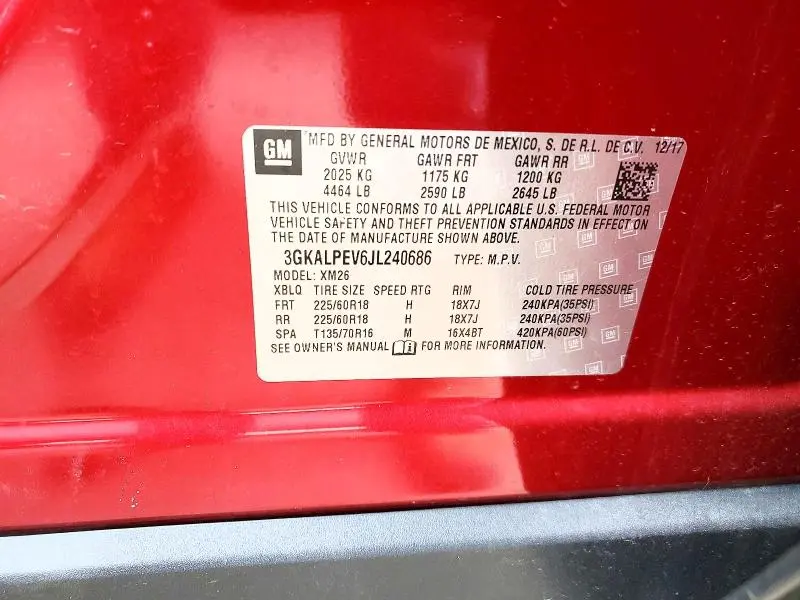 GM
MFD BY GENERAL MOTORS DE MEXICO, S. DE R.L. DE C.V. 12/17
GVWR GAWR FRT GAWR RR
2025 KG 1175 KG 1200 KG
4464 LB 2590 LB 2645 LB
THIS VEHICLE CONFORMS TO ALL APPLICABLE U.S. FEDERAL MOTOR
VEHICLE SAFETY AND THEFT PREVENTION STANDARDS IN EFFECT ON
THE DATE OF MANUFACTURE SHOWN ABOVE.
3GKALPEV6JL240686 TYPE: M.P.V.
MODEL: XM26
XBLQ TIRE SIZE SPEED RTG RIM COLD TIRE PRESSURE
FRT 225/60R18 H 18X7J 240KPA(35PSI)
RR 225/60R18 H 18X7J 240KPA(35PSI)
SPA T135/70R16 M 16X4BT 420KPA(60PSI)
SEE OWNER'S MANUAL FOR MORE INFORMATION.